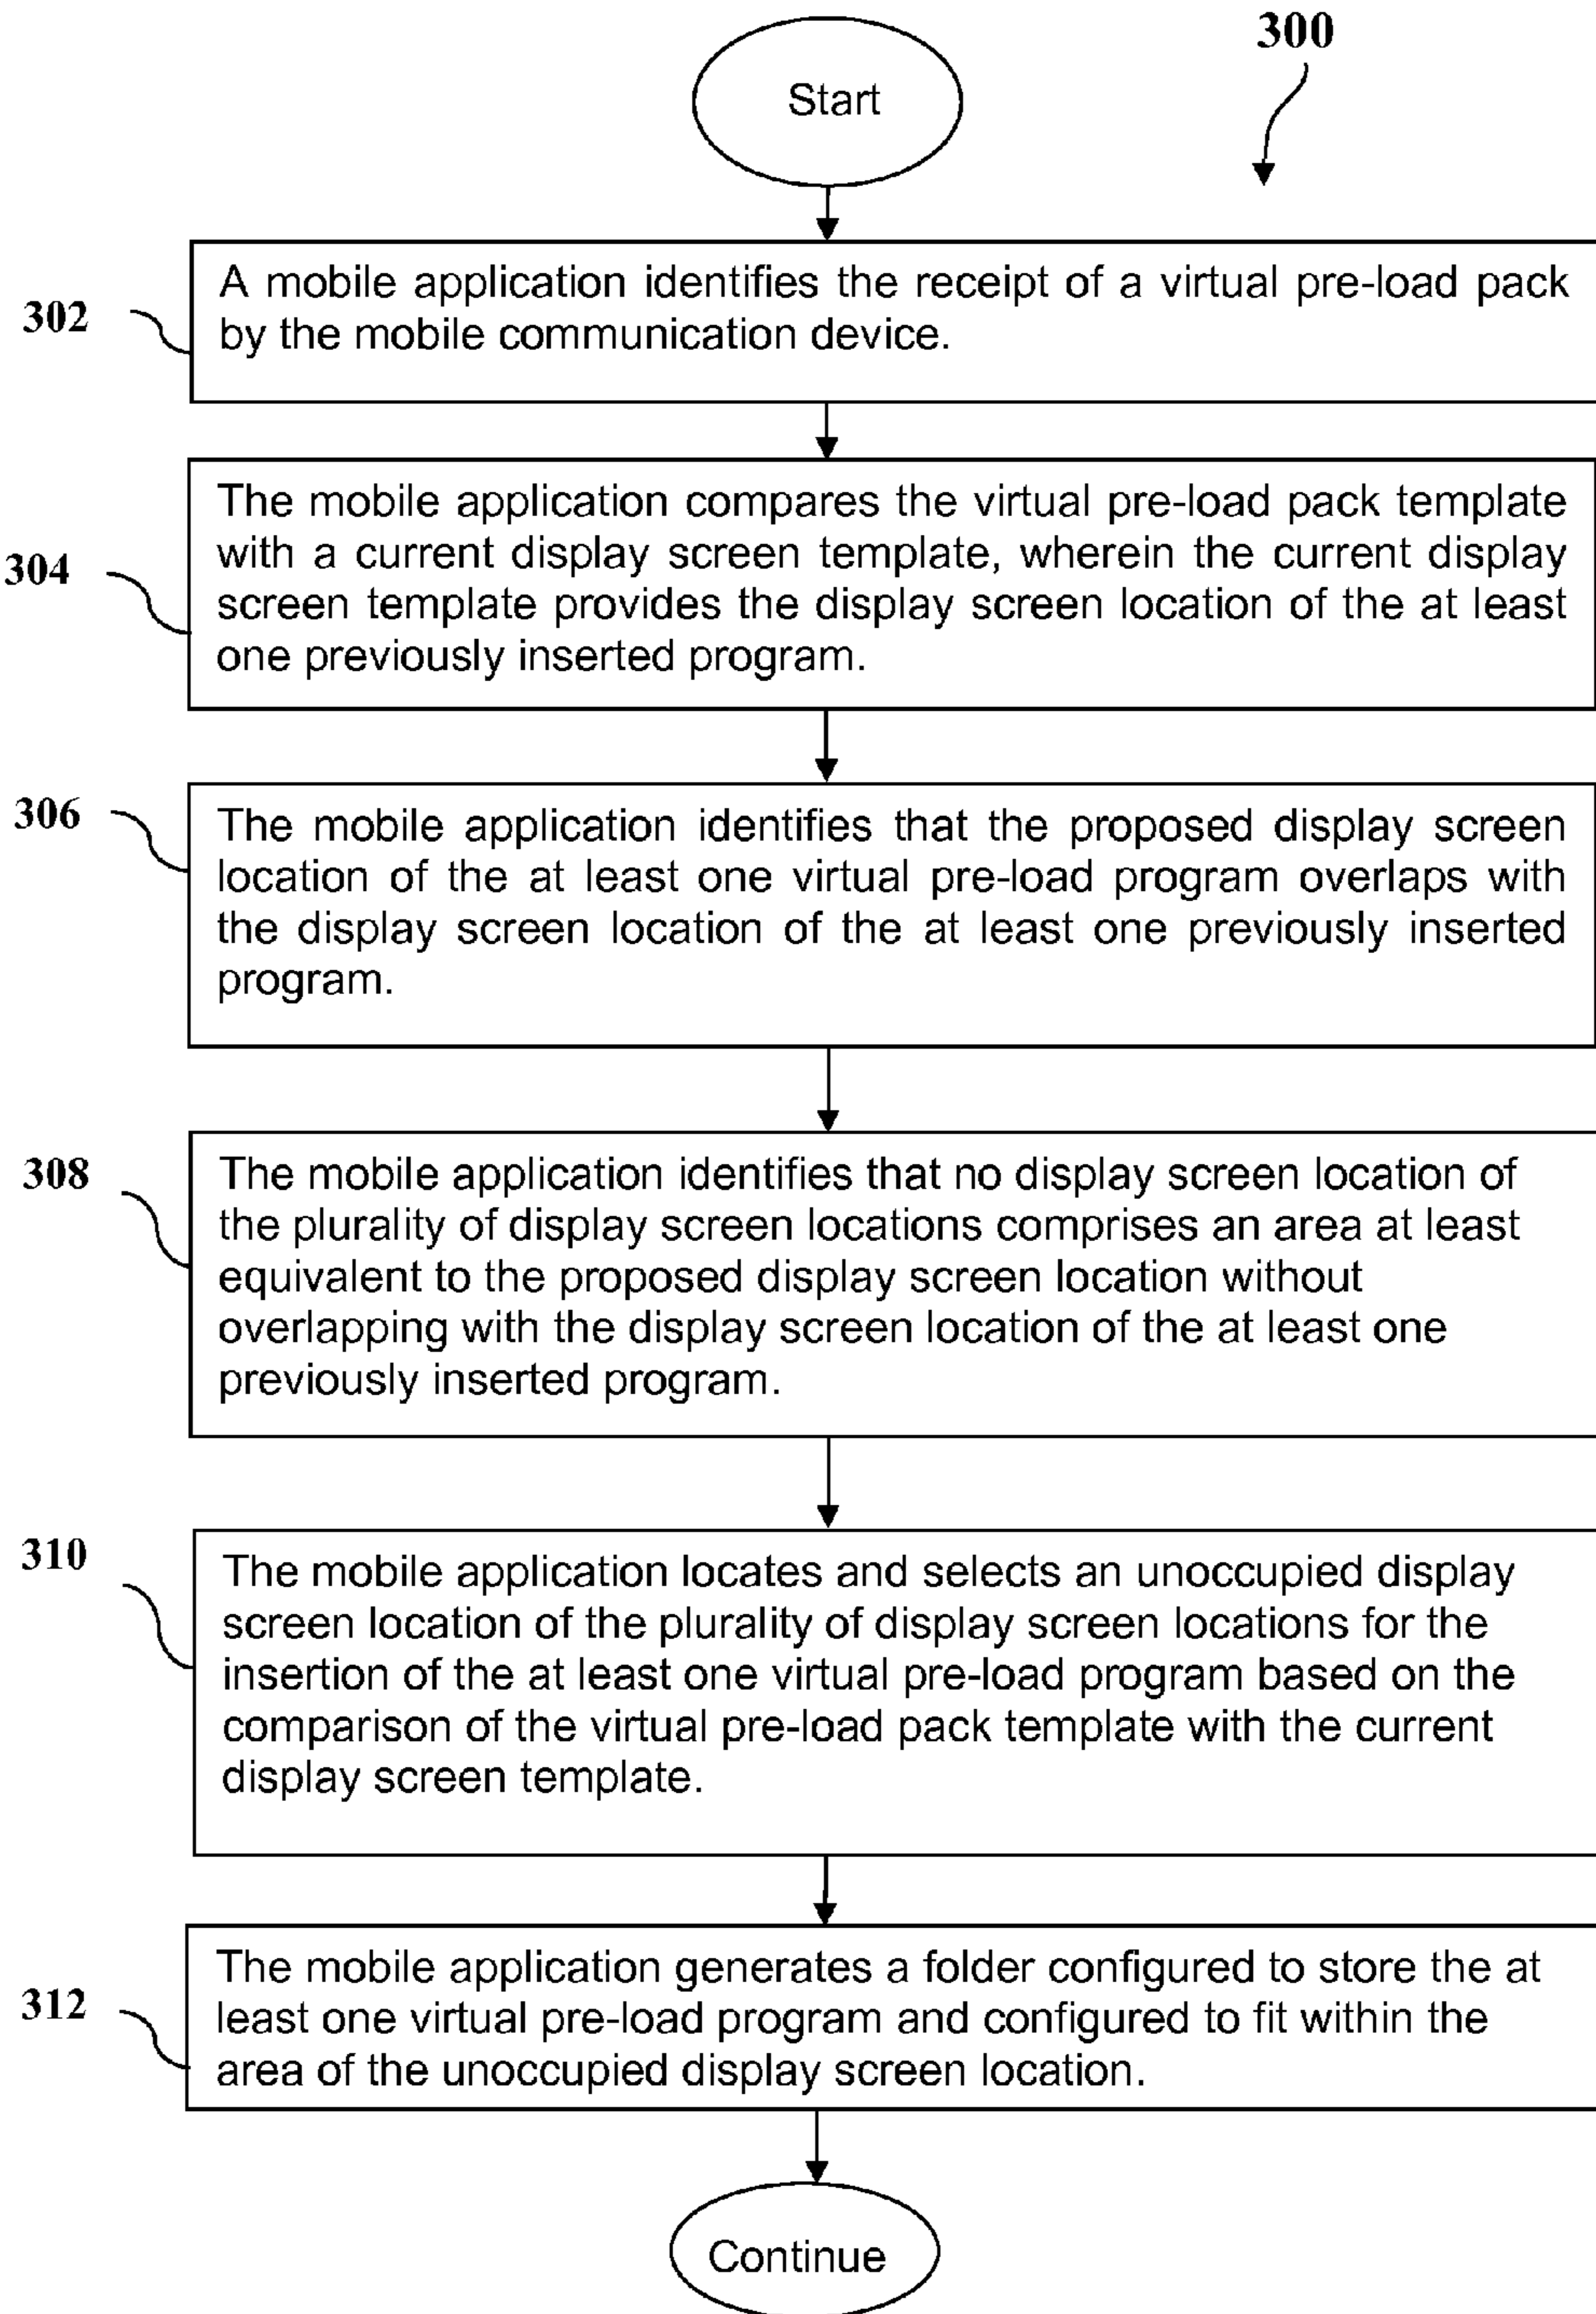 300
Start
302
A mobile application identifies the receipt of a virtual pre-load pack
by the mobile communication device.
304
The mobile application compares the virtual pre-load pack template
with a current display screen template, wherein the current display
screen template provides the display screen location of the at least
one previously inserted program.
306
The mobile application identifies that the proposed display screen
location of the at least one virtual pre-load program overlaps with
the display screen location of the at least one previously inserted
program.
308
The mobile application identifies that no display screen location of
the plurality of display screen locations comprises an area at least
equivalent to the proposed display screen location without
overlapping with the display screen location of the at least one
previously inserted program.
310
The mobile application locates and selects an unoccupied display
screen location of the plurality of display screen locations for the
insertion of the at least one virtual pre-load program based on the
comparison of the virtual pre-load pack template with the current
display screen template.
312
The mobile application generates a folder configured to store the at
least one virtual pre-load program and configured to fit within the
area of the unoccupied display screen location.
Continue